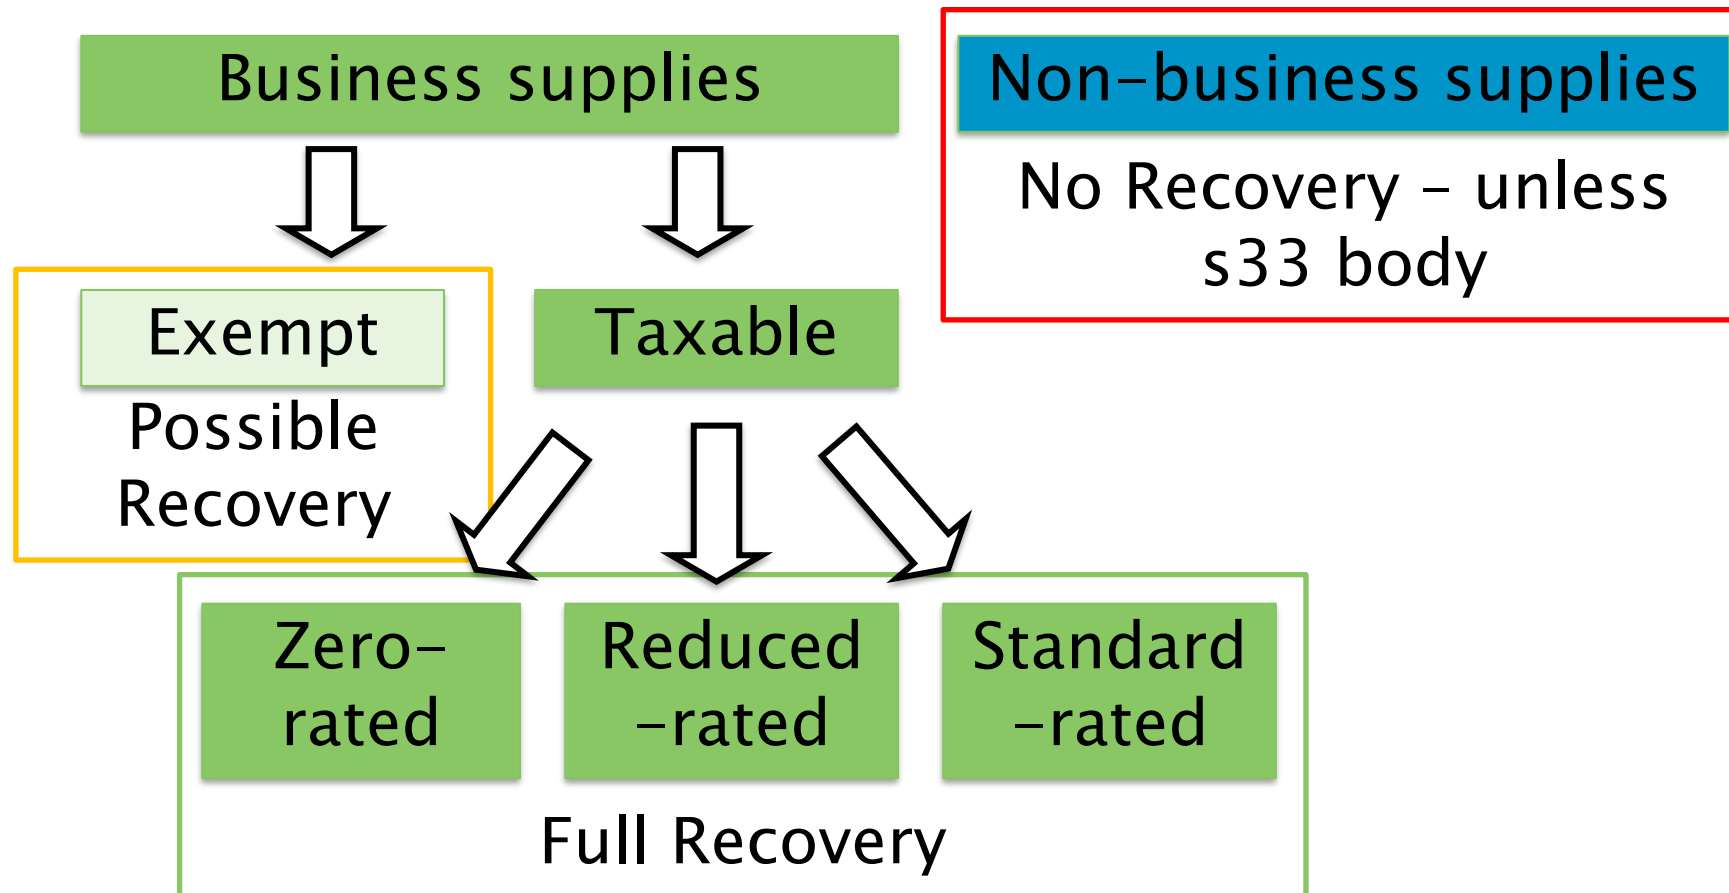 Business supplies
Non-business supplies
No Recovery – unless
s33 body
Exempt
Possible
Recovery
Taxable
Zero-
rated
Reduced
-rated
Standard
-rated
Full Recovery